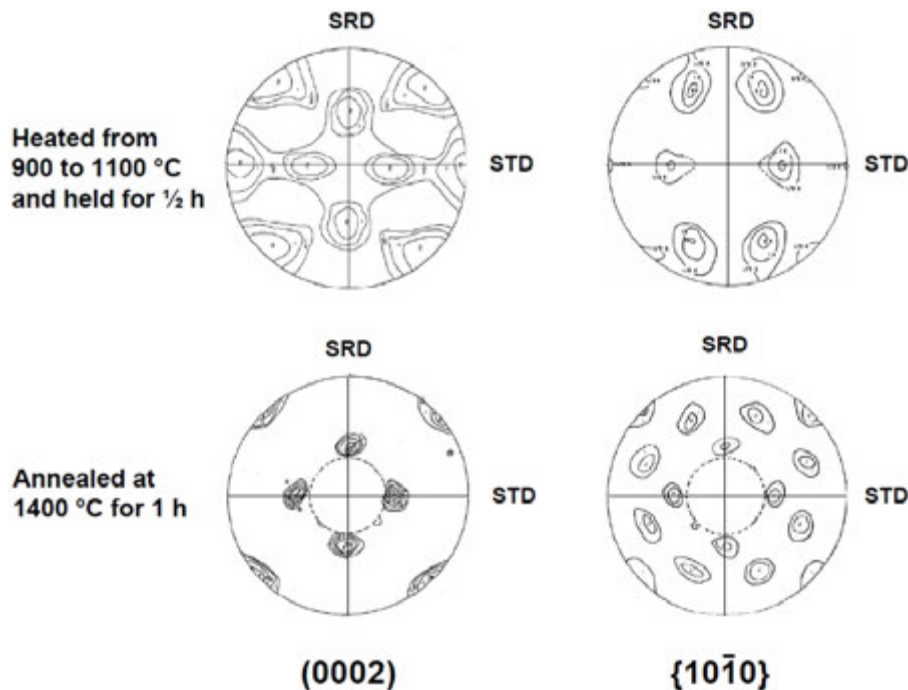 SRD SRD
Heated from
900 to 1100 °C
and held for ½ h
STD STD
SRD SRD
Annealed at
1400 °C for 1 h
STD STD
(0002) {101̄0}